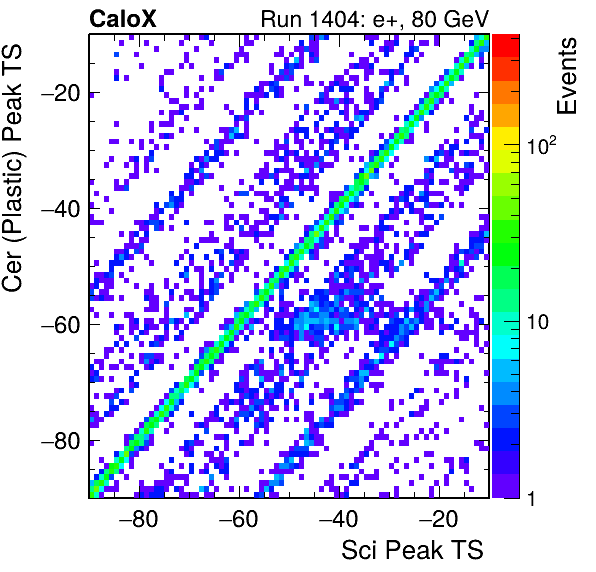 CaloX
Run 1404: e+, 80 GeV
Events
Cer (Plastic) Peak TS
−20
−40
−60
−80
10²
10
1
−80
−60
−40
−20
Sci Peak TS